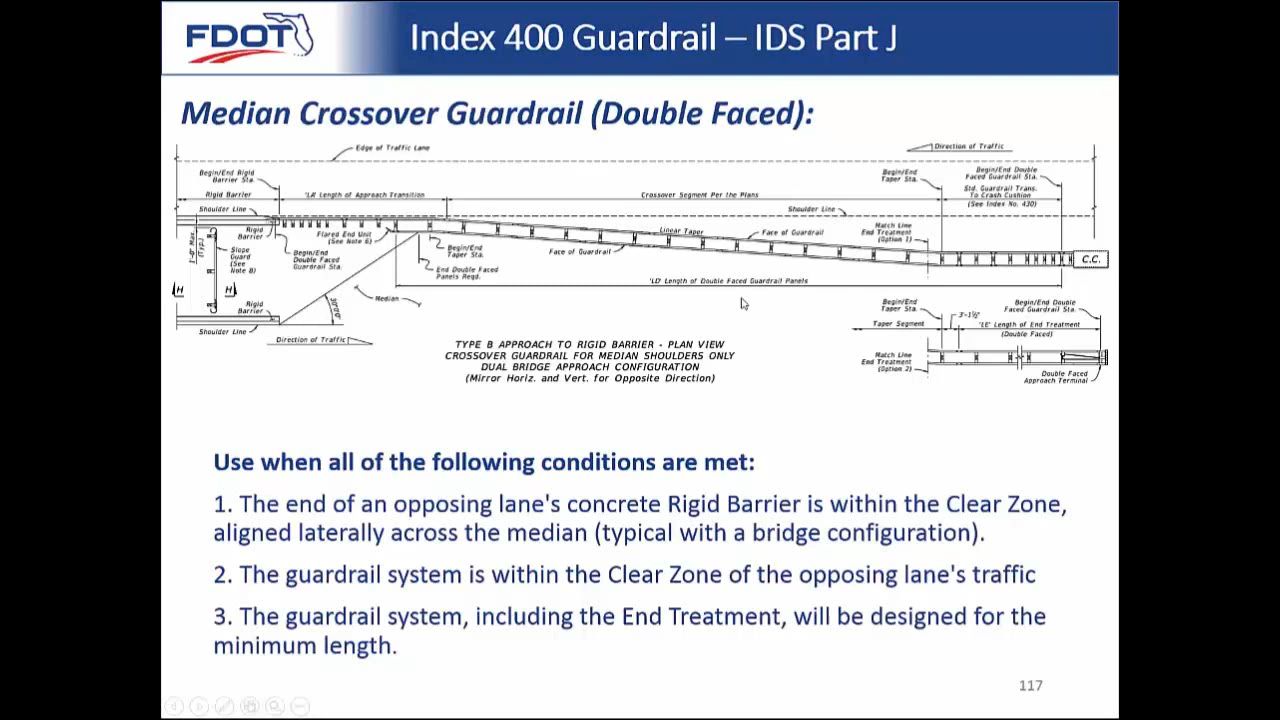 FDOT
Index 400 Guardrail – IDS Part J
Median Crossover Guardrail (Double Faced):
Edge of Traffic Lane
Direction of Traffic
Begin/End Rigid
Barrier Sta.
Begin/End
Taper Sta.
Begin/End Double
Faced Guardrail Sta.
Rigid Barrier
'LA' Length of Approach Transition
Crossover Segment Per the Plans
Std. Guardrail Trans.
To Crash Cushion
(See Index No. 430)
Shoulder Line
Shoulder Line
Rigid
Barrier
Flared End Unit
(See Note 6)
Linear Taper
Face of Guardrail
Match Line
End Treatment
(Option 1)
1'-0" Max.
(Typ.)
Slope
Guard
(See
Note 8)
Begin/End
Double Faced
Guardrail Sta.
Begin/End
Taper Sta.
Face of Guardrail
C.C.
End Double Faced
Panels Reqd.
'LD' Length of Double Faced Guardrail Panels
H
H
Median
Rigid
Barrier
Shoulder Line
Direction of Traffic
Begin/End
Taper Sta.
Begin/End Double
Faced Guardrail Sta.
3'-1½"
Taper Segment
'LE' Length of End Treatment
(Double Faced)
Match Line
End Treatment
(Option 2)
Double Faced
Approach Terminal
TYPE B APPROACH TO RIGID BARRIER - PLAN VIEW
CROSSOVER GUARDRAIL FOR MEDIAN SHOULDERS ONLY
DUAL BRIDGE APPROACH CONFIGURATION
(Mirror Horiz. and Vert. for Opposite Direction)
Use when all of the following conditions are met:
1. The end of an opposing lane's concrete Rigid Barrier is within the Clear Zone,
aligned laterally across the median (typical with a bridge configuration).
2. The guardrail system is within the Clear Zone of the opposing lane's traffic
3. The guardrail system, including the End Treatment, will be designed for the
minimum length.
117